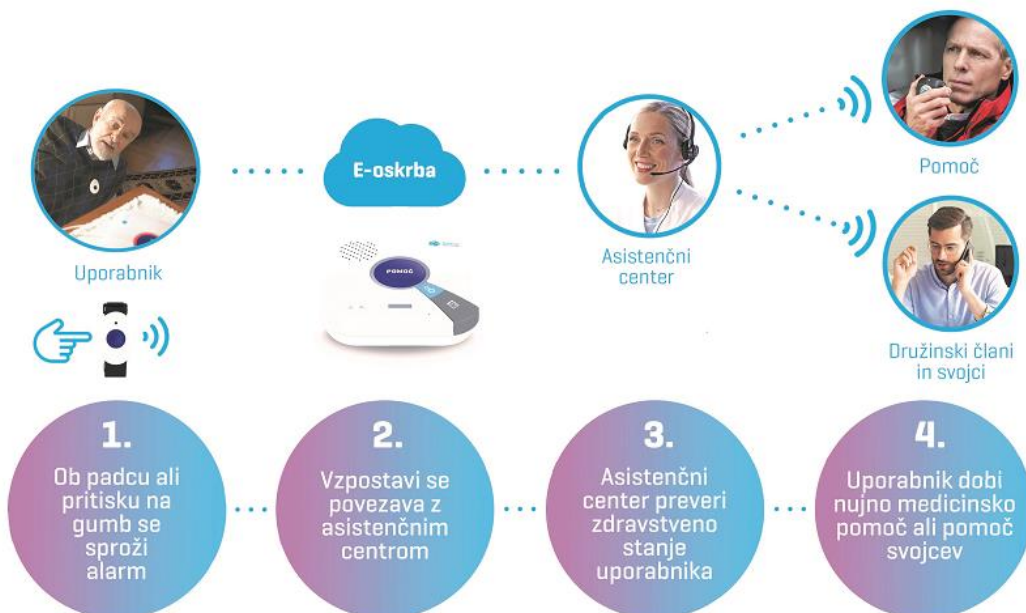 E-oskrba
POMOČ
Uporabnik
Asistenčni
center
Pomoč
Družinski člani
in svojci
1.
Ob padcu ali
pritisku na
gumb se
sproži
alarm
2.
Vzpostavi se
povezava z
asistenčnim
centrom
3.
Asistenčni
center preveri
zdravstveno
stanje
uporabnika
4.
Uporabnik dobi
nujno medicinsko
pomoč ali pomoč
svojcev